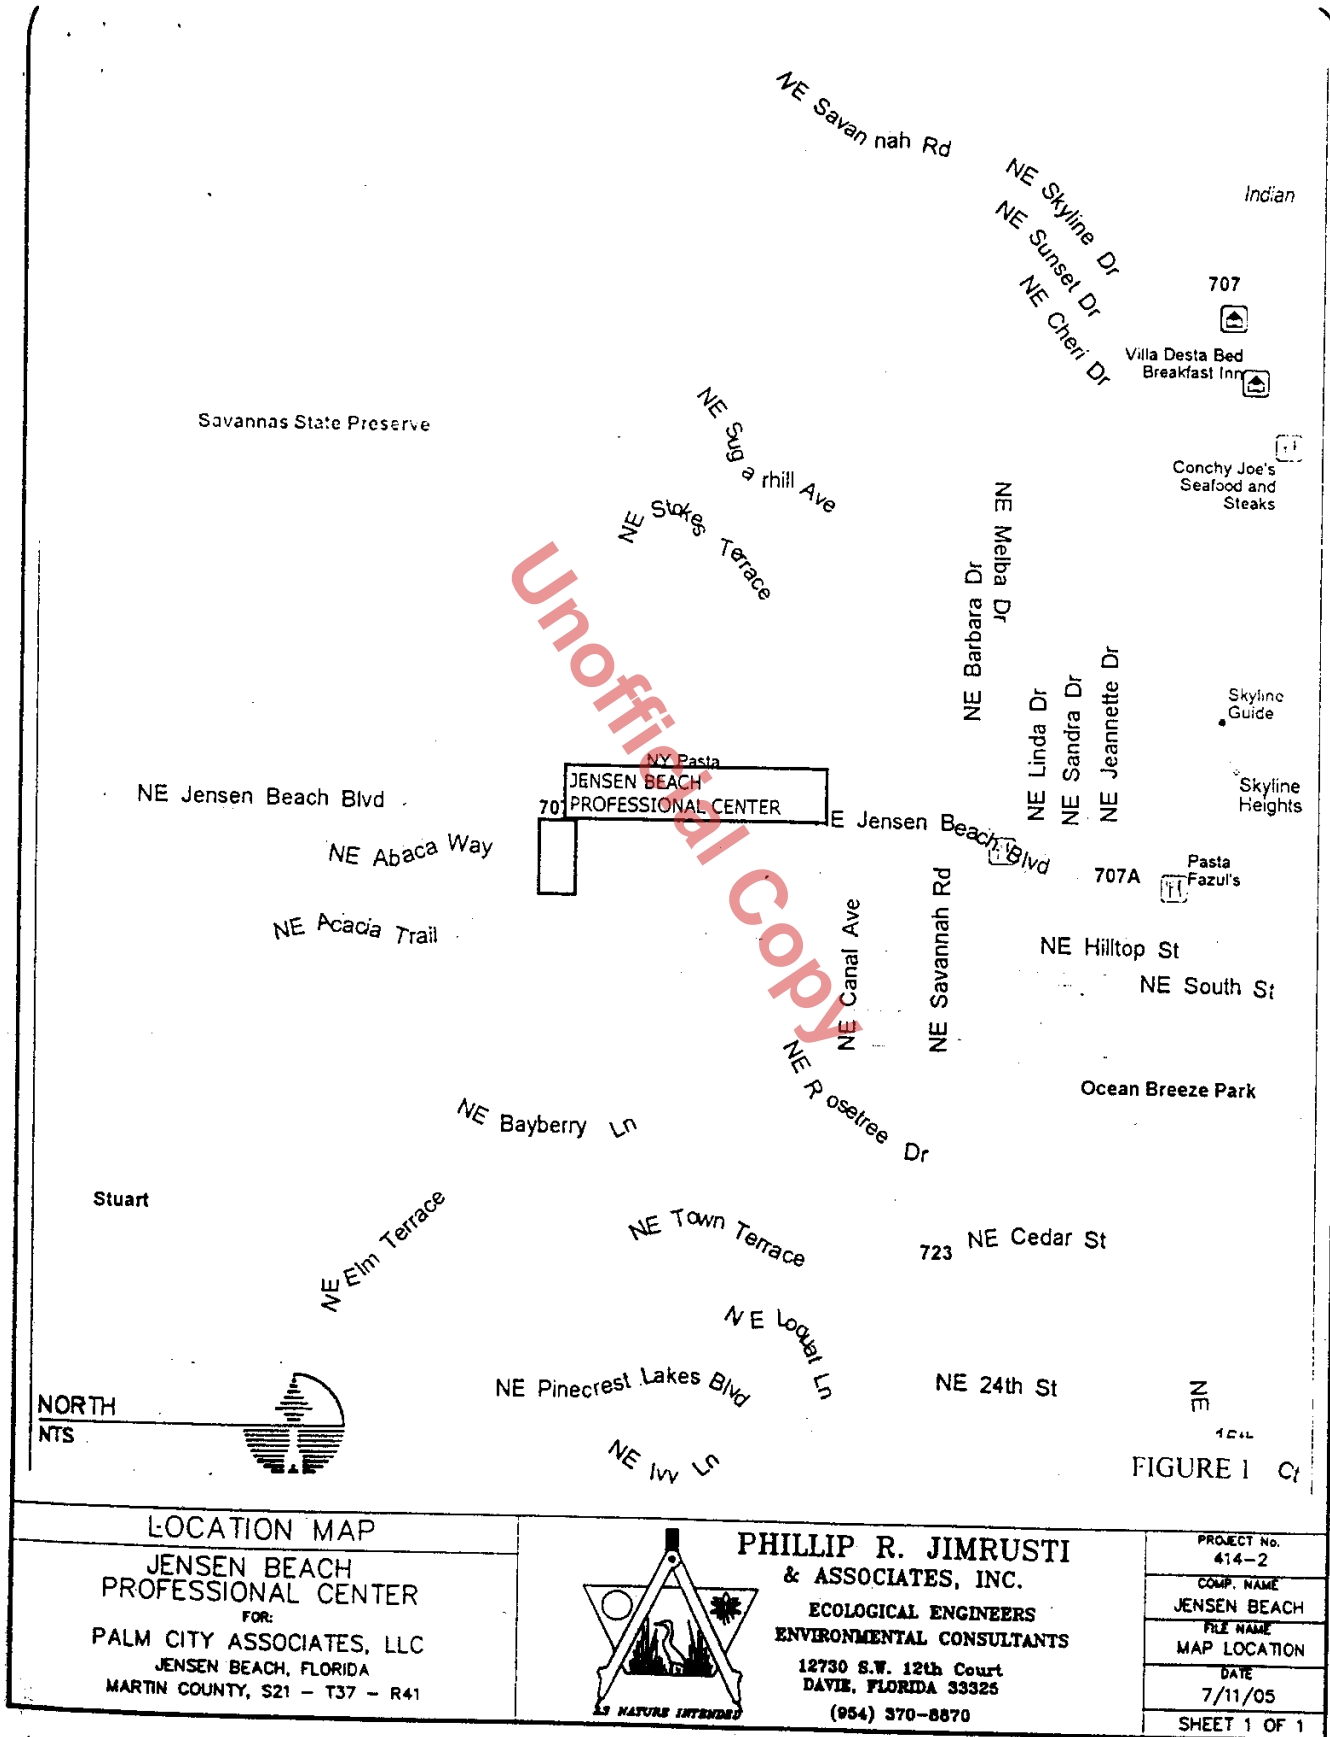 NE Savannah Rd
NE Skyline Dr
Indian
NE Sunset Dr
707
NE Cheri Dr
Villa Desta Bed
Breakfast Inn
NE Sugarhill Ave
Savannas State Preserve
Conchy Joe's
Seafood and
Steaks
NE Stokes Terrace
NE Melba Dr
NE Barbara Dr
Unofficial Copy
NE Linda Dr
NE Sandra Dr
NE Jeannette Dr
Skyline
Guide
NY Pasta
JENSEN BEACH
PROFESSIONAL CENTER
Skyline
Heights
NE Jensen Beach Blvd
NE Abaca Way
E Jensen Beach Blvd
707A
Pasta
Fazul's
NE Acacia Trail
NE Canal Ave
NE Savannah Rd
NE Hilltop St
NE South St
NE Rosetree Dr
Ocean Breeze Park
NE Bayberry Ln
Stuart
NE Elm Terrace
NE Town Terrace
723
NE Cedar St
NE Loquat Ln
NE Pinecrest Lakes Blvd
NE 24th St
NE
NORTH
NTS
NE Ivy Ln
FIGURE 1
Ct
LOCATION MAP
JENSEN BEACH
PROFESSIONAL CENTER
FOR:
PALM CITY ASSOCIATES, LLC
JENSEN BEACH, FLORIDA
MARTIN COUNTY, S21 - T37 - R41
AS NATURE INTENDED
PHILLIP R. JIMRUSTI
& ASSOCIATES, INC.
ECOLOGICAL ENGINEERS
ENVIRONMENTAL CONSULTANTS
12730 S.W. 12th Court
DAVIE, FLORIDA 33325
(954) 370-8870
PROJECT No.
414-2
COMP. NAME
JENSEN BEACH
FILE NAME
MAP LOCATION
DATE
7/11/05
SHEET 1 OF 1